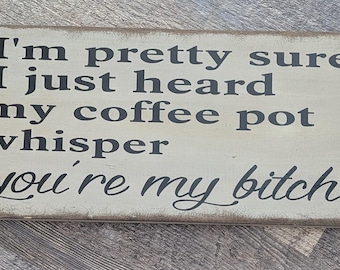 I'm pretty sure
I just heard
my coffee pot
whisper
you're my bitch